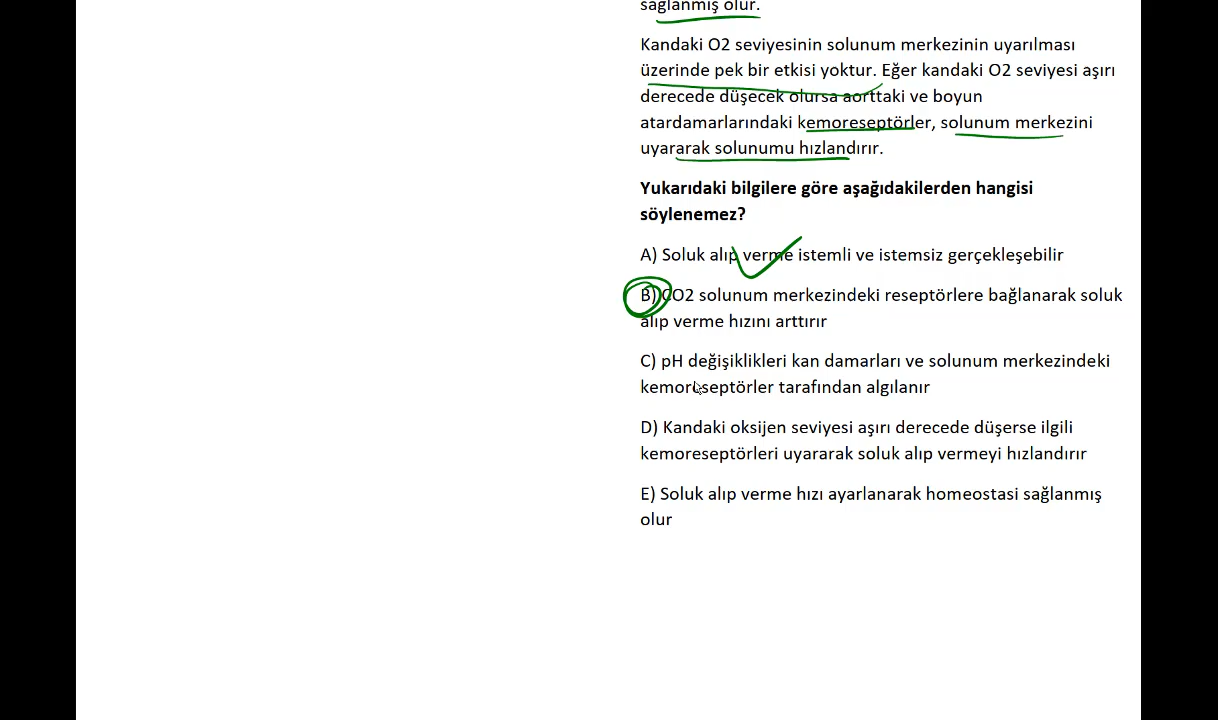 sağlanmış olur.
Kandaki O2 seviyesinin solunum merkezinin uyarılması
üzerinde pek bir etkisi yoktur. Eğer kandaki O2 seviyesi aşırı
derecede düşecek olursa aorttaki ve boyun
atardamarlarındaki kemoreseptörler, solunum merkezini
uyararak solunumu hızlandırır.
Yukarıdaki bilgilere göre aşağıdakilerden hangisi
söylenemez?
A) Soluk alıp verme istemli ve istemsiz gerçekleşebilir
B) CO2 solunum merkezindeki reseptörlere bağlanarak soluk
alıp verme hızını arttırır
C) pH değişiklikleri kan damarları ve solunum merkezindeki
kemoreseptörler tarafından algılanır
D) Kandaki oksijen seviyesi aşırı derecede düşerse ilgili
kemoreseptörleri uyararak soluk alıp vermeyi hızlandırır
E) Soluk alıp verme hızı ayarlanarak homeostasi sağlanmış
olur